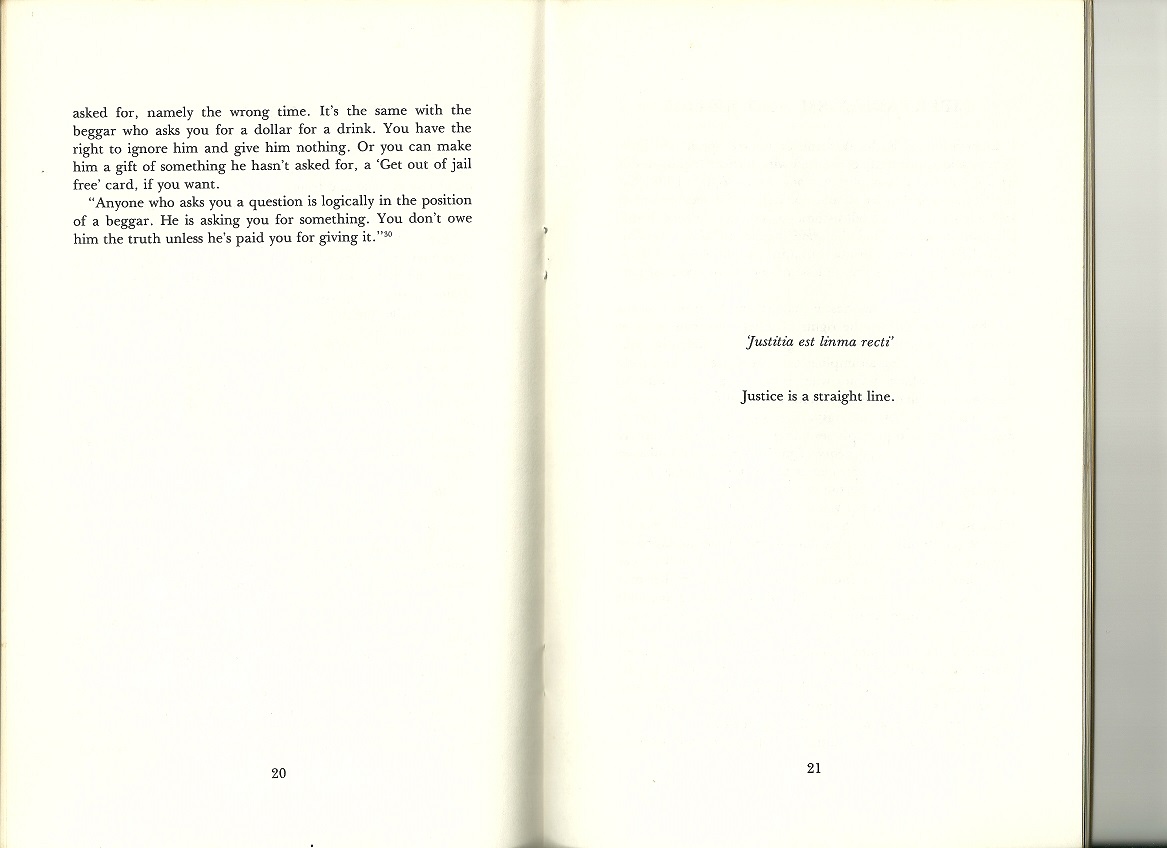 asked for, namely the wrong time. It's the same with the
beggar who asks you for a dollar for a drink. You have the
right to ignore him and give him nothing. Or you can make
him a gift of something he hasn't asked for, a ‘Get out of jail
free’ card, if you want.
“Anyone who asks you a question is logically in the position
of a beggar. He is asking you for something. You don't owe
him the truth unless he's paid you for giving it.”³⁰
20
‘Justitia est linma recti’
Justice is a straight line.
21